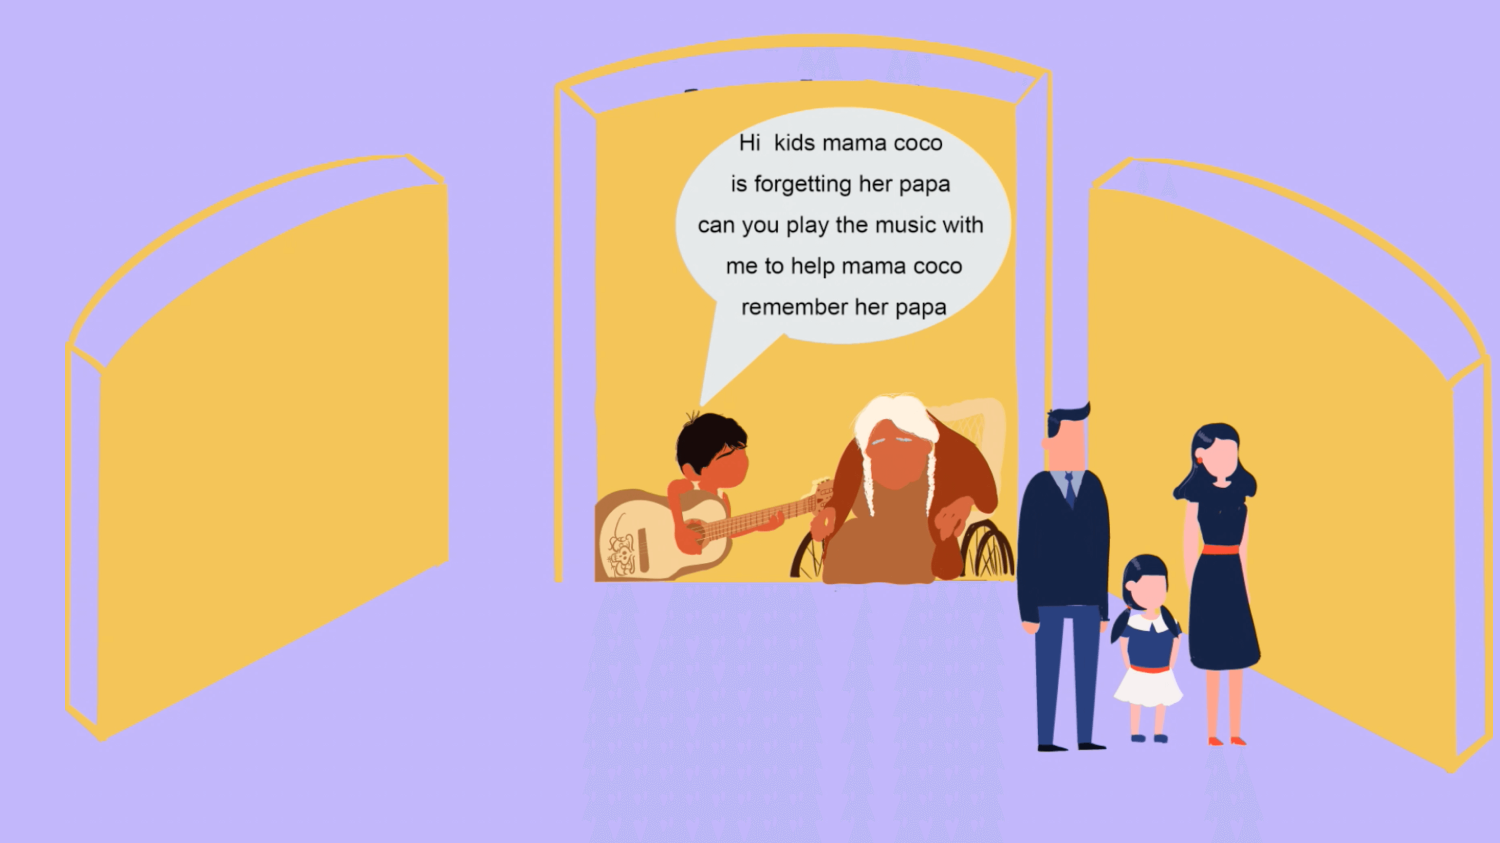 Hi  kids mama coco
is forgetting her papa
can you play the music with
me to help mama coco
remember her papa